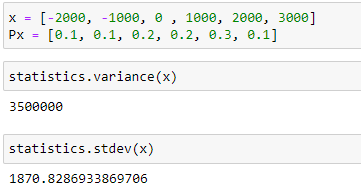 x = [-2000, -1000, 0 , 1000, 2000, 3000]
Px = [0.1, 0.1, 0.2, 0.2, 0.3, 0.1]
statistics.variance(x)
3500000
statistics.stdev(x)
1870.8286933869706